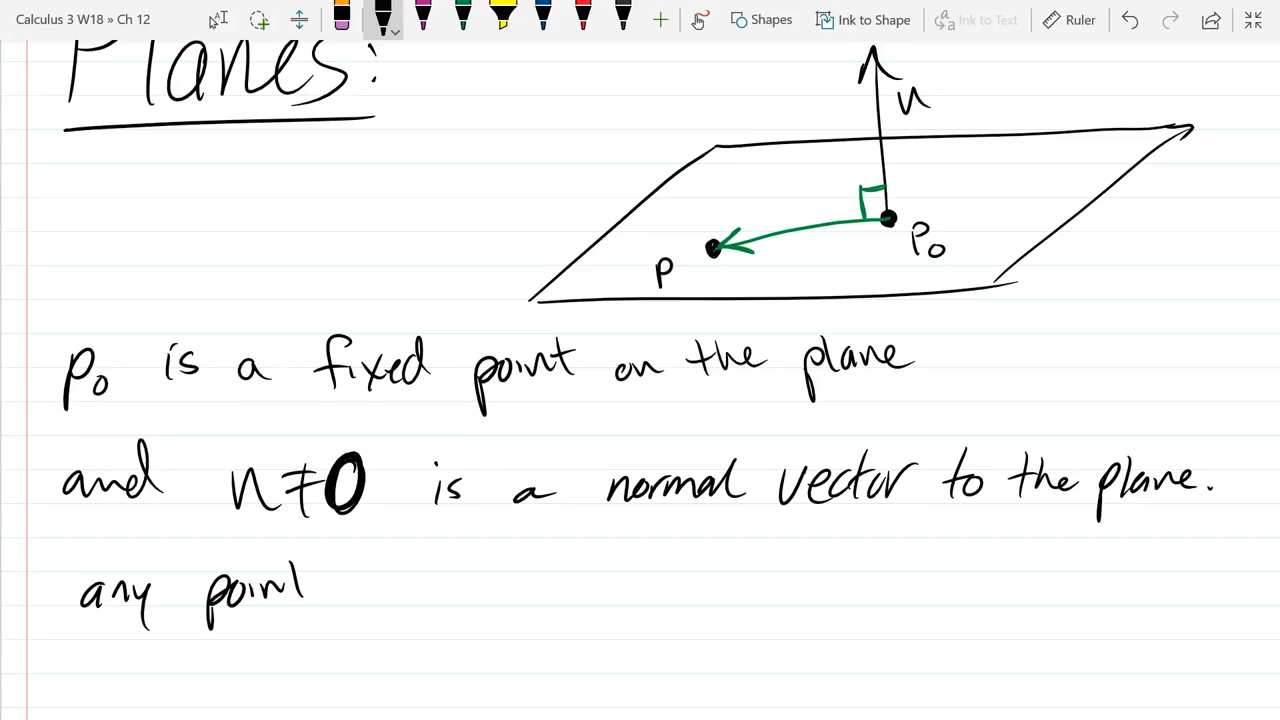 Calculus 3 W18 » Ch 12
Shapes
Ink to Shape
Ink to Text
Ruler
Planes:
n
P0
P
P0 is a fixed point on the plane
and n≠0 is a normal vector to the plane.
any point